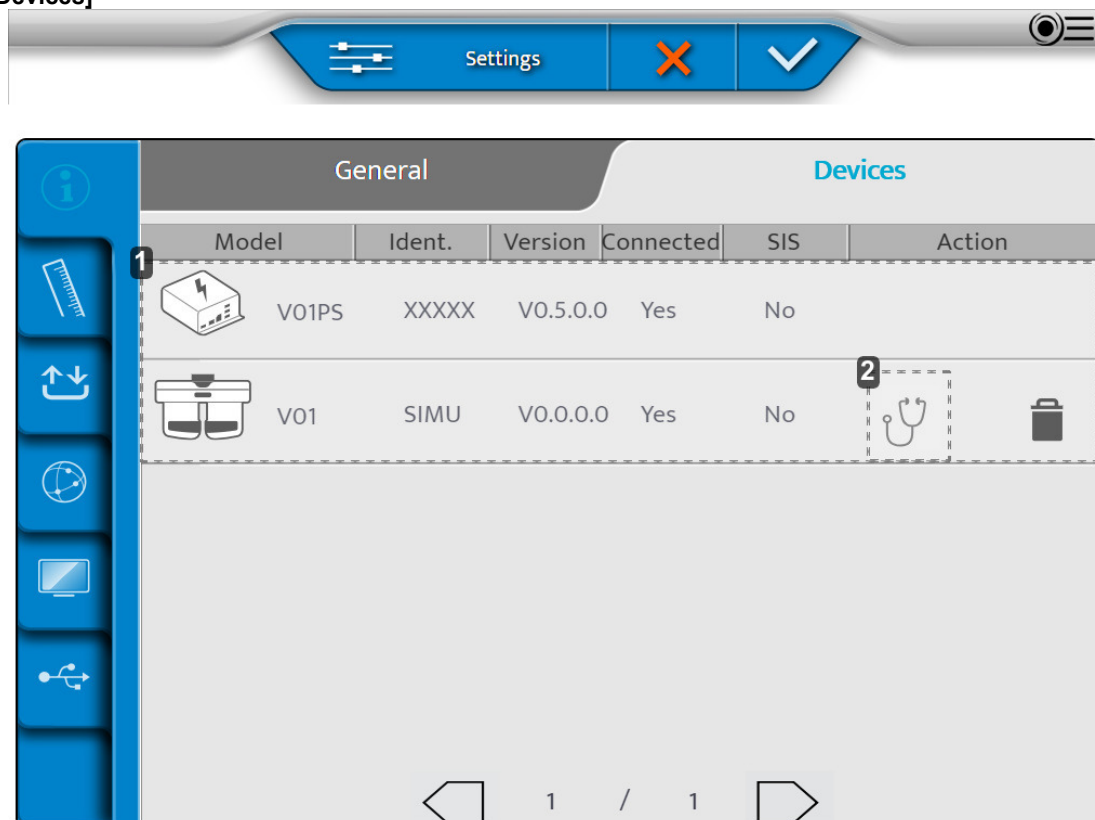 Devices]
Settings
General Devices
Model Ident. Version Connected SIS Action
1
V01PS XXXXX V0.5.0.0 Yes No
2
V01 SIMU V0.0.0.0 Yes No
1 / 1